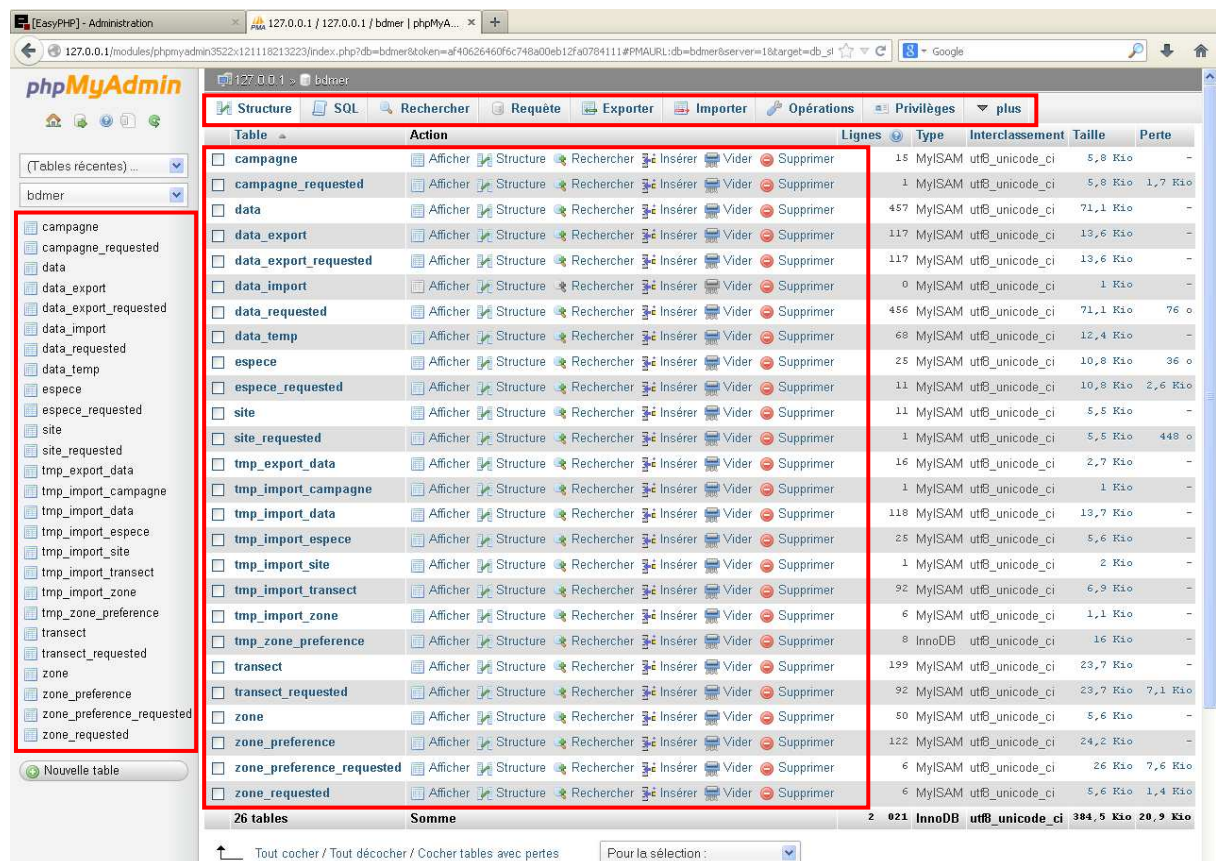 [EasyPHP] - Administration
127.0.0.1 / 127.0.0.1 / bdmer | phpMyA...
127.0.0.1/modules/phpmyadmin3522x121118213223/index.php?db=bdmer&token=af40626460f6c748a00eb12fa0784111#PMAURL:db=bdmer&server=1&target=db_st
Google
phpMyAdmin
(Tables récentes) ...
bdmer
campagne
campagne_requested
data
data_export
data_export_requested
data_import
data_requested
data_temp
espece
espece_requested
site
site_requested
tmp_export_data
tmp_import_campagne
tmp_import_data
tmp_import_espece
tmp_import_site
tmp_import_transect
tmp_import_zone
tmp_zone_preference
transect
transect_requested
zone
zone_preference
zone_preference_requested
zone_requested
Nouvelle table
127.0.0.1 » bdmer
Structure SQL Rechercher Requête Exporter Importer Opérations Privilèges plus
Table Action Lignes Type Interclassement Taille Perte
campagne Afficher Structure Rechercher Insérer Vider Supprimer 15 MyISAM utf8_unicode_ci 5,8 Kio -
campagne_requested Afficher Structure Rechercher Insérer Vider Supprimer 1 MyISAM utf8_unicode_ci 5,8 Kio 1,7 Kio
data Afficher Structure Rechercher Insérer Vider Supprimer 457 MyISAM utf8_unicode_ci 71,1 Kio -
data_export Afficher Structure Rechercher Insérer Vider Supprimer 117 MyISAM utf8_unicode_ci 13,6 Kio -
data_export_requested Afficher Structure Rechercher Insérer Vider Supprimer 117 MyISAM utf8_unicode_ci 13,6 Kio -
data_import Afficher Structure Rechercher Insérer Vider Supprimer 0 MyISAM utf8_unicode_ci 1 Kio -
data_requested Afficher Structure Rechercher Insérer Vider Supprimer 456 MyISAM utf8_unicode_ci 71,1 Kio 76 o
data_temp Afficher Structure Rechercher Insérer Vider Supprimer 68 MyISAM utf8_unicode_ci 12,4 Kio -
espece Afficher Structure Rechercher Insérer Vider Supprimer 25 MyISAM utf8_unicode_ci 10,8 Kio 36 o
espece_requested Afficher Structure Rechercher Insérer Vider Supprimer 11 MyISAM utf8_unicode_ci 10,8 Kio 2,6 Kio
site Afficher Structure Rechercher Insérer Vider Supprimer 11 MyISAM utf8_unicode_ci 5,5 Kio -
site_requested Afficher Structure Rechercher Insérer Vider Supprimer 1 MyISAM utf8_unicode_ci 5,5 Kio 448 o
tmp_export_data Afficher Structure Rechercher Insérer Vider Supprimer 16 MyISAM utf8_unicode_ci 2,7 Kio -
tmp_import_campagne Afficher Structure Rechercher Insérer Vider Supprimer 1 MyISAM utf8_unicode_ci 1 Kio -
tmp_import_data Afficher Structure Rechercher Insérer Vider Supprimer 118 MyISAM utf8_unicode_ci 13,7 Kio -
tmp_import_espece Afficher Structure Rechercher Insérer Vider Supprimer 25 MyISAM utf8_unicode_ci 5,6 Kio -
tmp_import_site Afficher Structure Rechercher Insérer Vider Supprimer 1 MyISAM utf8_unicode_ci 2 Kio -
tmp_import_transect Afficher Structure Rechercher Insérer Vider Supprimer 92 MyISAM utf8_unicode_ci 6,9 Kio -
tmp_import_zone Afficher Structure Rechercher Insérer Vider Supprimer 6 MyISAM utf8_unicode_ci 1,1 Kio -
tmp_zone_preference Afficher Structure Rechercher Insérer Vider Supprimer 8 InnoDB utf8_unicode_ci 16 Kio -
transect Afficher Structure Rechercher Insérer Vider Supprimer 199 MyISAM utf8_unicode_ci 23,7 Kio -
transect_requested Afficher Structure Rechercher Insérer Vider Supprimer 92 MyISAM utf8_unicode_ci 23,7 Kio 7,1 Kio
zone Afficher Structure Rechercher Insérer Vider Supprimer 50 MyISAM utf8_unicode_ci 5,6 Kio -
zone_preference Afficher Structure Rechercher Insérer Vider Supprimer 122 MyISAM utf8_unicode_ci 24,2 Kio -
zone_preference_requested Afficher Structure Rechercher Insérer Vider Supprimer 6 MyISAM utf8_unicode_ci 26 Kio 7,6 Kio
zone_requested Afficher Structure Rechercher Insérer Vider Supprimer 6 MyISAM utf8_unicode_ci 5,6 Kio 1,4 Kio
26 tables Somme 2 021 InnoDB utf8_unicode_ci 384,5 Kio 20,9 Kio
Tout cocher / Tout décocher / Cocher tables avec pertes Pour la sélection :